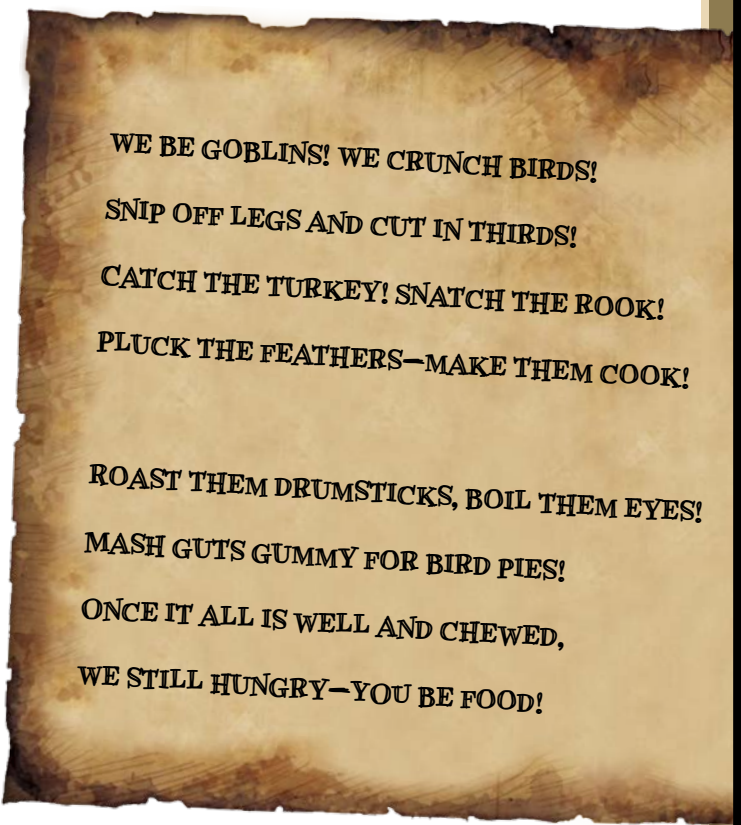 WE BE GOBLINS! WE CRUNCH BIRDS!
SNIP OFF LEGS AND CUT IN THIRDS!
CATCH THE TURKEY! SNATCH THE ROOK!
PLUCK THE FEATHERS—MAKE THEM COOK!
ROAST THEM DRUMSTICKS, BOIL THEM EYES!
MASH GUTS GUMMY FOR BIRD PIES!
ONCE IT ALL IS WELL AND CHEWED,
WE STILL HUNGRY—YOU BE FOOD!